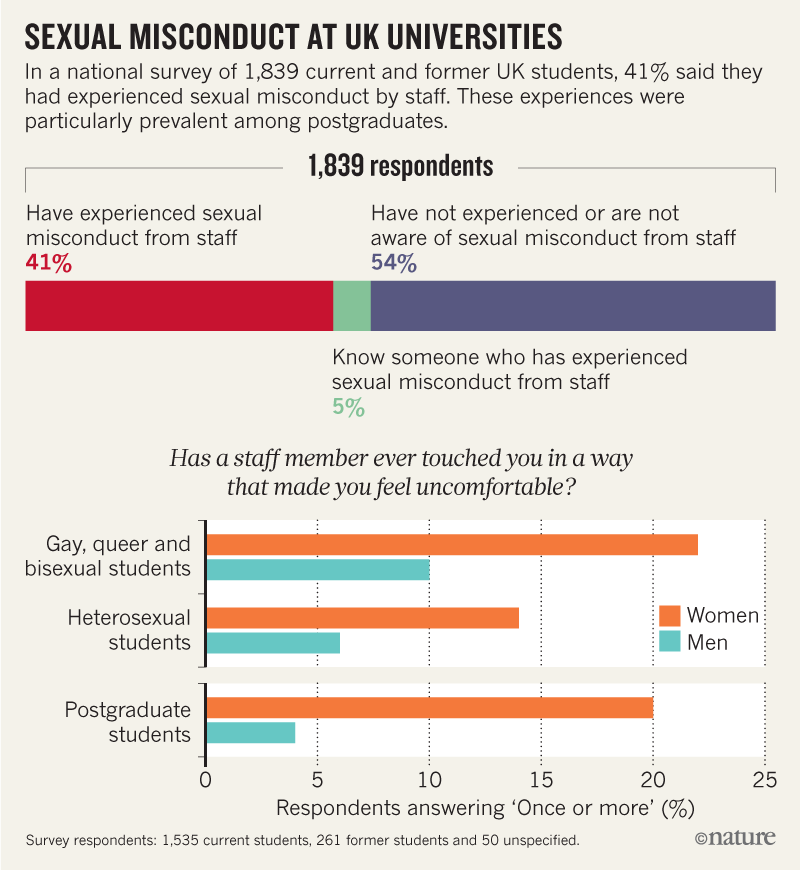 SEXUAL MISCONDUCT AT UK UNIVERSITIES
In a national survey of 1,839 current and former UK students, 41% said they
had experienced sexual misconduct by staff. These experiences were
particularly prevalent among postgraduates.
1,839 respondents
Have experienced sexual
misconduct from staff
41%
Have not experienced or are not
aware of sexual misconduct from staff
54%
Know someone who has experienced
sexual misconduct from staff
5%
Has a staff member ever touched you in a way
that made you feel uncomfortable?
Gay, queer and
bisexual students
Heterosexual
students
Women
Men
Postgraduate
students
0 5 10 15 20 25
Respondents answering ‘Once or more’ (%)
Survey respondents: 1,535 current students, 261 former students and 50 unspecified.
©nature